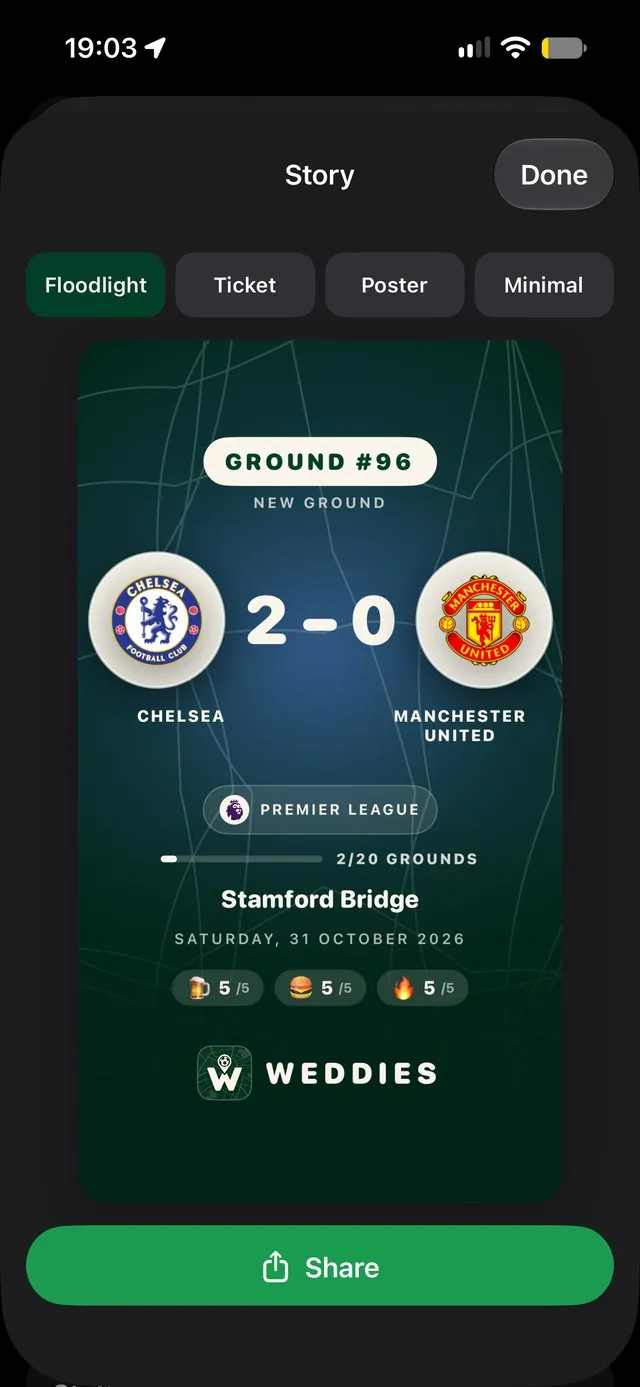 19:03
Story
Done
Floodlight
Ticket
Poster
Minimal
GROUND #96
NEW GROUND
CHELSEA
FOOTBALL CLUB
2 – 0
MANCHESTER
UNITED
CHELSEA
MANCHESTER
UNITED
PREMIER LEAGUE
2/20 GROUNDS
Stamford Bridge
SATURDAY, 31 OCTOBER 2026
5 /5
5 /5
5 /5
W
WEDDIES
Share